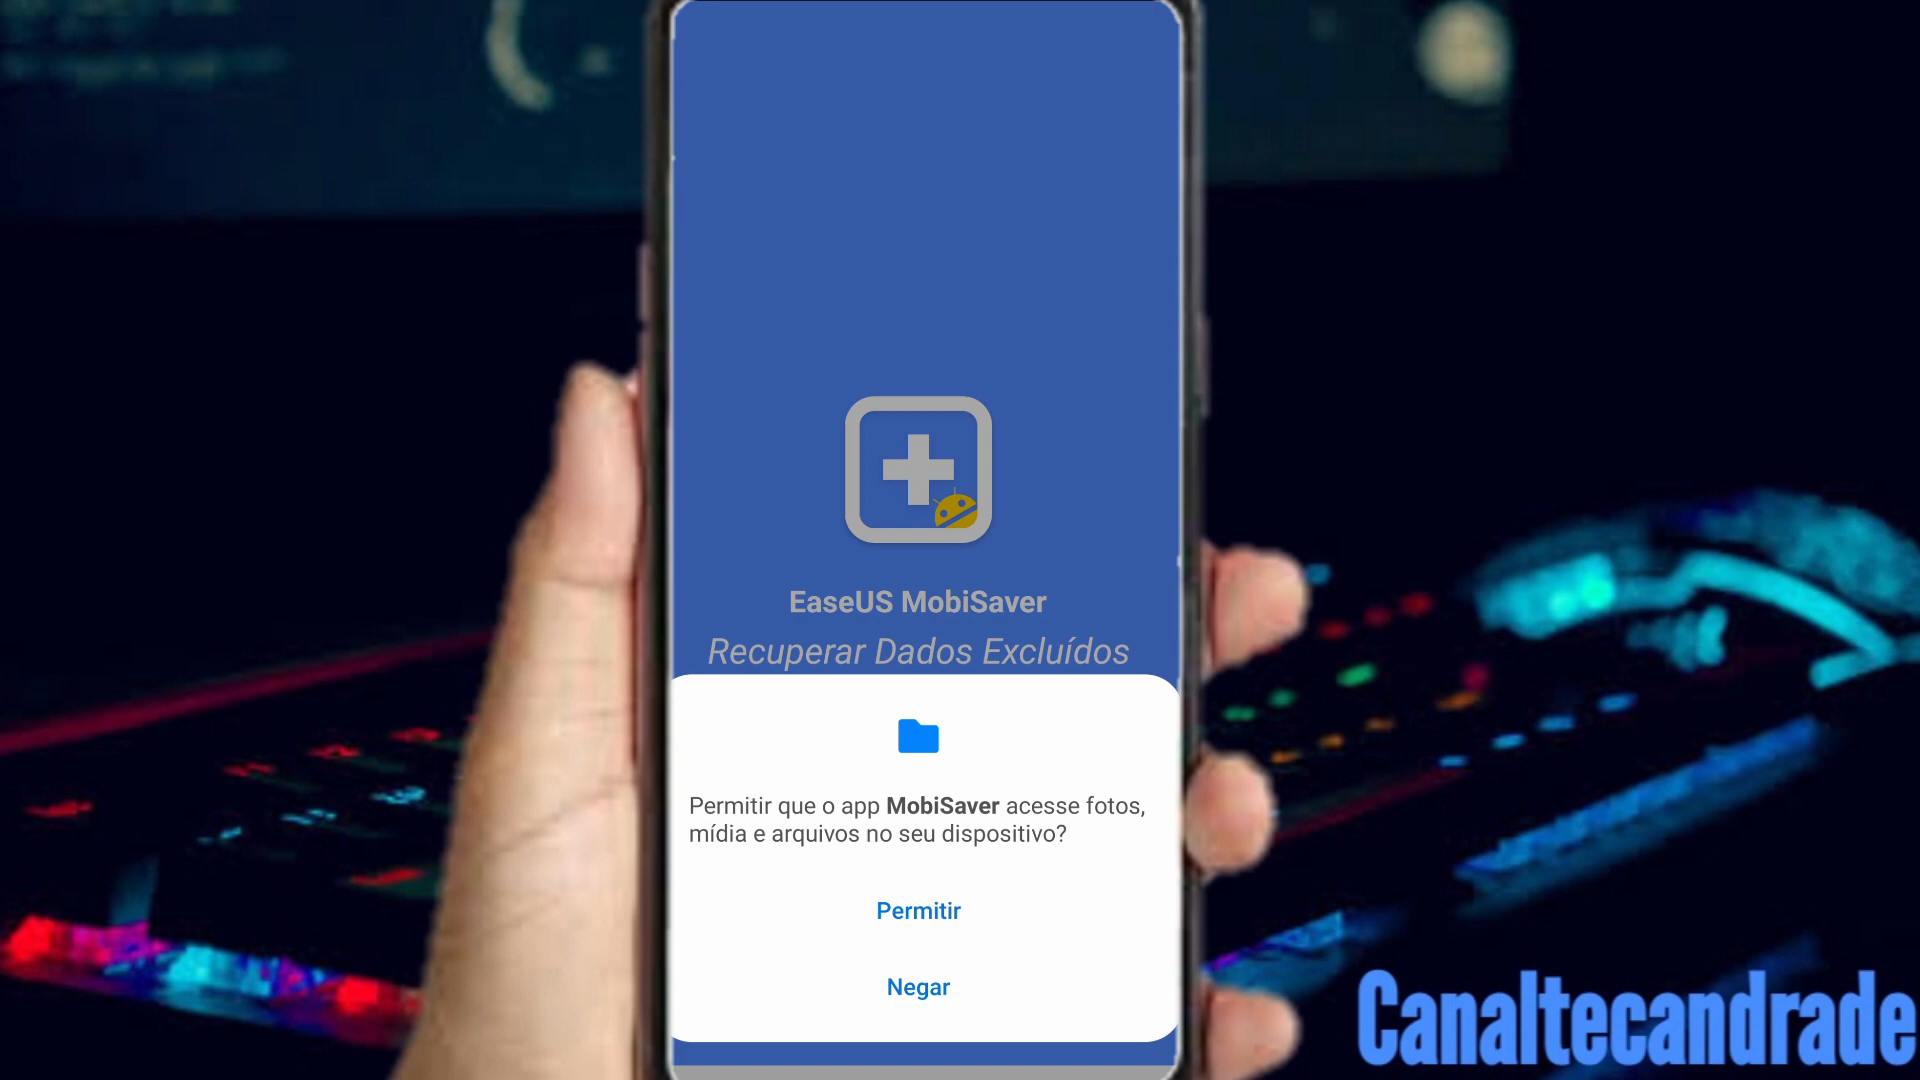 EaseUS MobiSaver
Recuperar Dados Excluídos
Permitir que o app MobiSaver acesse fotos,
mídia e arquivos no seu dispositivo?
Permitir
Negar
Canaltecandrade